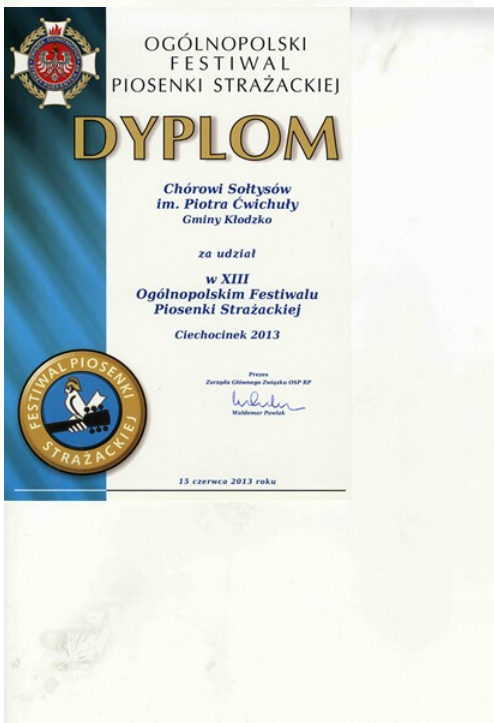 OGÓLNOPOLSKI
FESTIWAL
PIOSENKI STRAŻACKIEJ
DYPLOM
Chórowi Sołtysów
im. Piotra Ćwichuły
Gminy Kłodzko
za udział
w XIII
Ogólnopolskim Festiwalu
Piosenki Strażackiej
Ciechocinek 2013
Prezes
Zarządu Głównego Związku OSP RP
Waldemar Pawlak
FESTIWAL PIOSENKI
STRAŻACKIEJ
15 czerwca 2013 roku